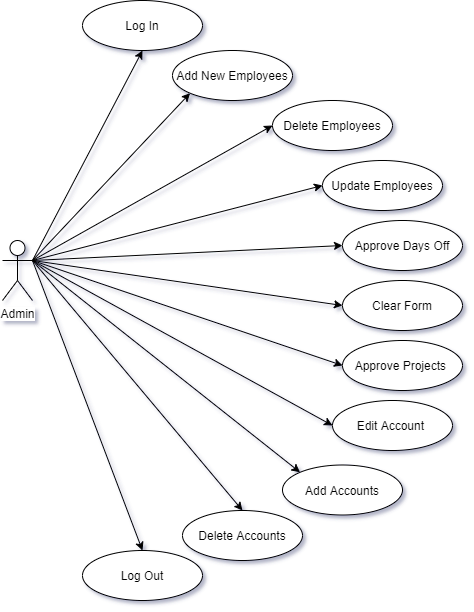 Log In
Add New Employees
Delete Employees
Update Employees
Approve Days Off
Admin
Clear Form
Approve Projects
Edit Account
Add Accounts
Delete Accounts
Log Out